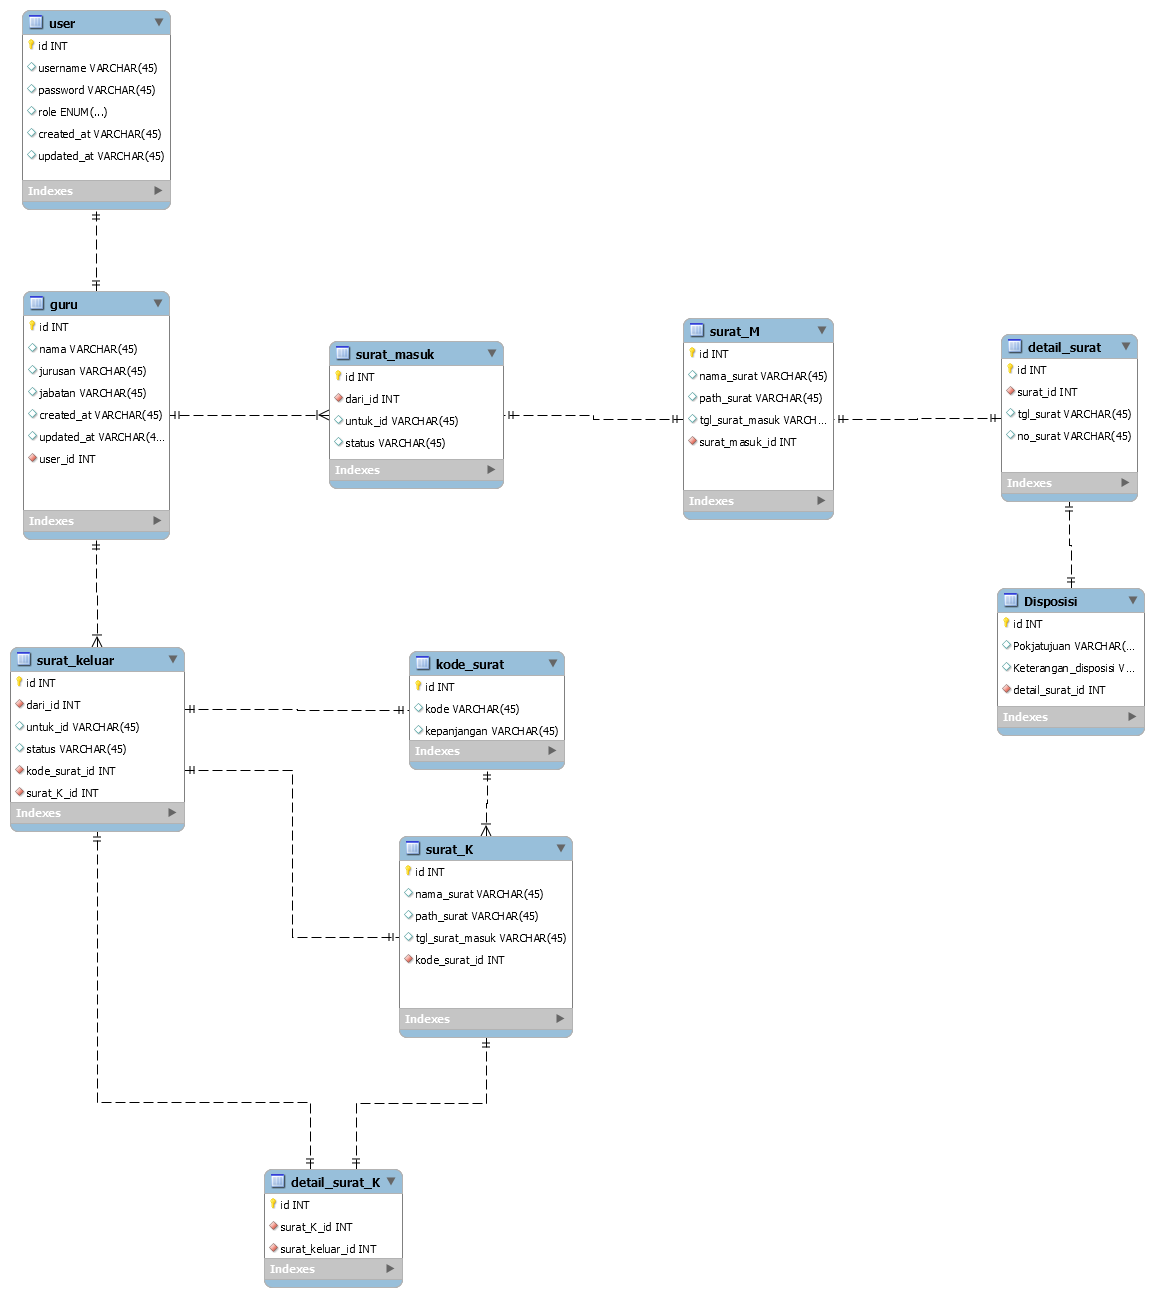 user
id INT
username VARCHAR(45)
password VARCHAR(45)
role ENUM(...)
created_at VARCHAR(45)
updated_at VARCHAR(45)
Indexes
guru
id INT
nama VARCHAR(45)
jurusan VARCHAR(45)
jabatan VARCHAR(45)
created_at VARCHAR(45)
updated_at VARCHAR(4...
user_id INT
Indexes
surat_masuk
id INT
dari_id INT
untuk_id VARCHAR(45)
status VARCHAR(45)
Indexes
surat_M
id INT
nama_surat VARCHAR(45)
path_surat VARCHAR(45)
tgl_surat_masuk VARCH...
surat_masuk_id INT
Indexes
detail_surat
id INT
surat_id INT
tgl_surat VARCHAR(45)
no_surat VARCHAR(45)
Indexes
Disposisi
id INT
Pokjatujuan VARCHAR(...
Keterangan_disposisi V...
detail_surat_id INT
Indexes
surat_keluar
id INT
dari_id INT
untuk_id VARCHAR(45)
status VARCHAR(45)
kode_surat_id INT
surat_K_id INT
Indexes
kode_surat
id INT
kode VARCHAR(45)
kepanjangan VARCHAR(45)
Indexes
surat_K
id INT
nama_surat VARCHAR(45)
path_surat VARCHAR(45)
tgl_surat_masuk VARCHAR(45)
kode_surat_id INT
Indexes
detail_surat_K
id INT
surat_K_id INT
surat_keluar_id INT
Indexes